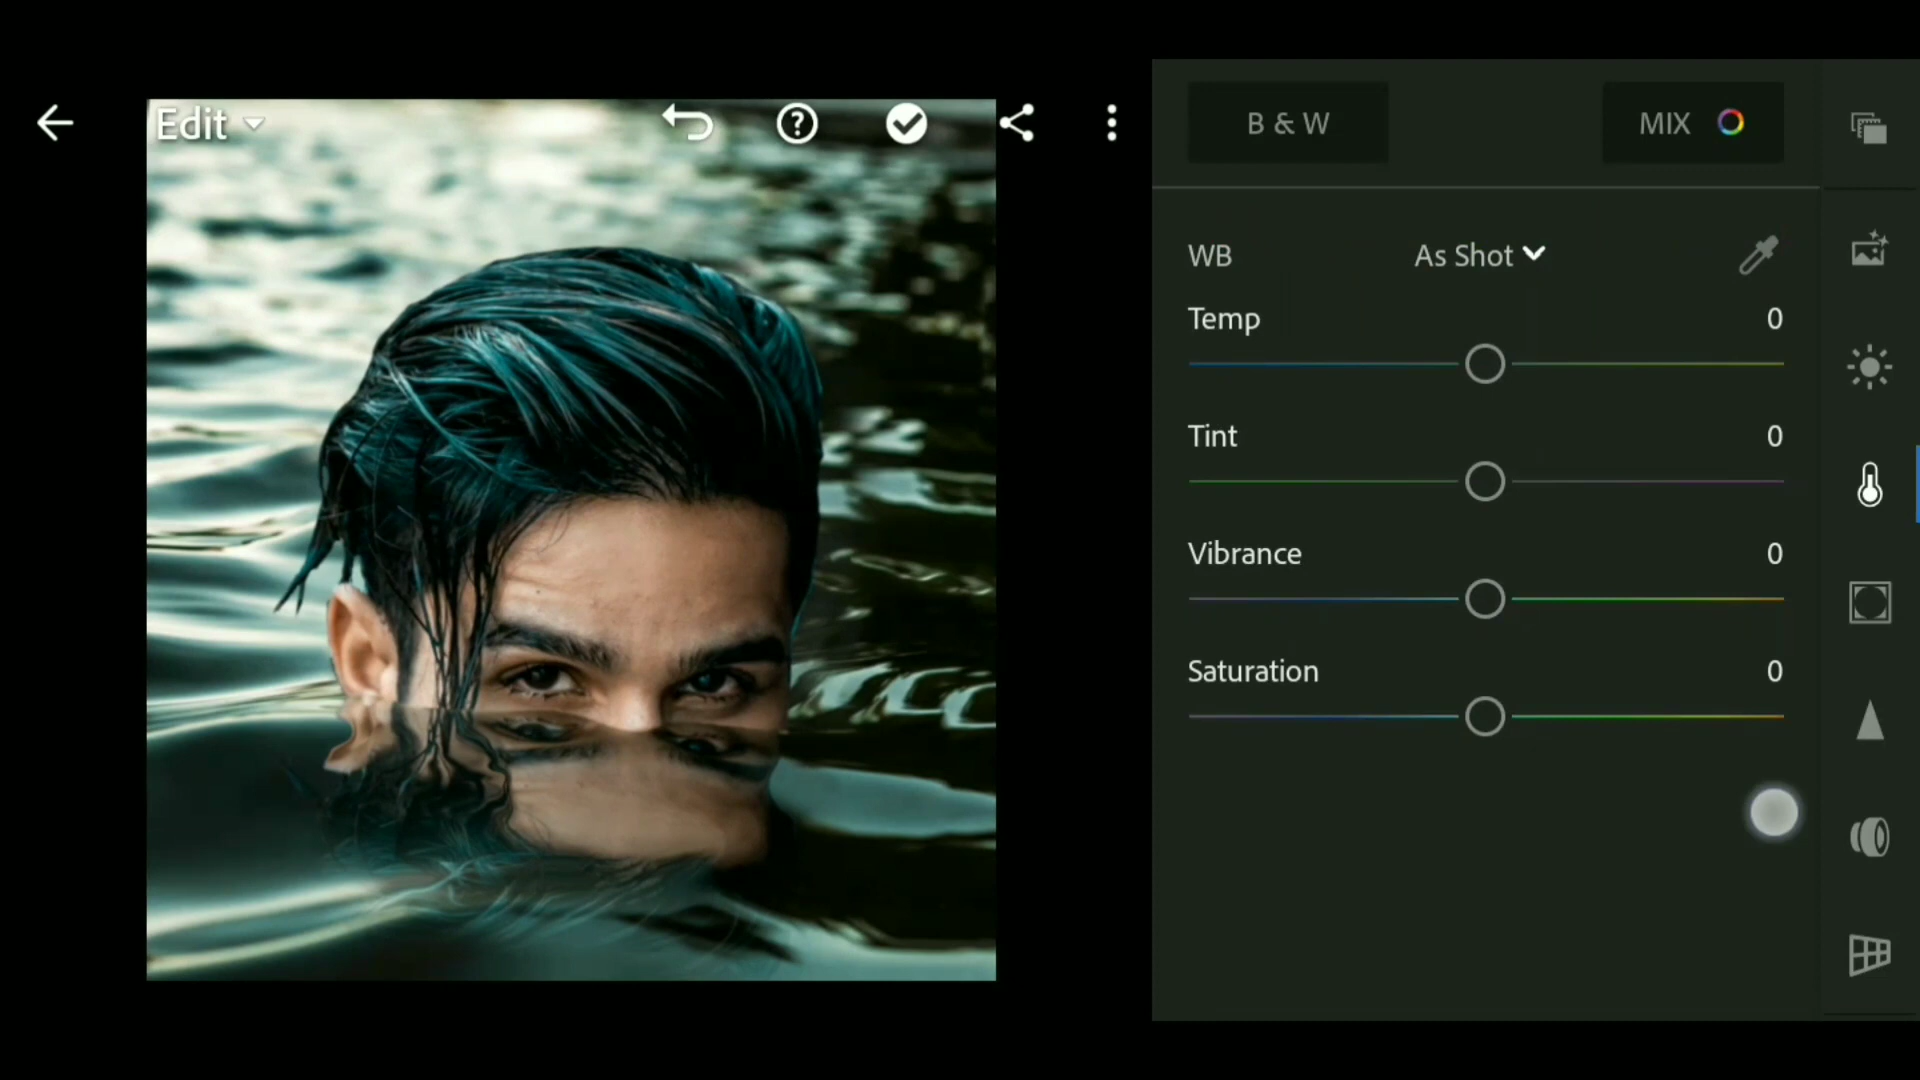 Edit
B & W
MIX
WB
As Shot
Temp
0
Tint
0
Vibrance
0
Saturation
0